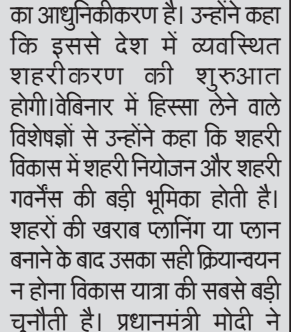 का आधुनिकीकरण है। उन्होंने कहा
कि इससे देश में व्यवस्थित
शहरीकरण की शुरुआत
होगी।वेबिनार में हिस्सा लेने वाले
विशेषज्ञों से उन्होंने कहा कि शहरी
विकास में शहरी नियोजन और शहरी
गवर्नेंस की बड़ी भूमिका होती है।
शहरों की खराब प्लानिंग या प्लान
बनाने के बाद उसका सही क्रियान्वयन
न होना विकास यात्रा की सबसे बड़ी
चुनौती है। प्रधानमंत्री मोदी ने